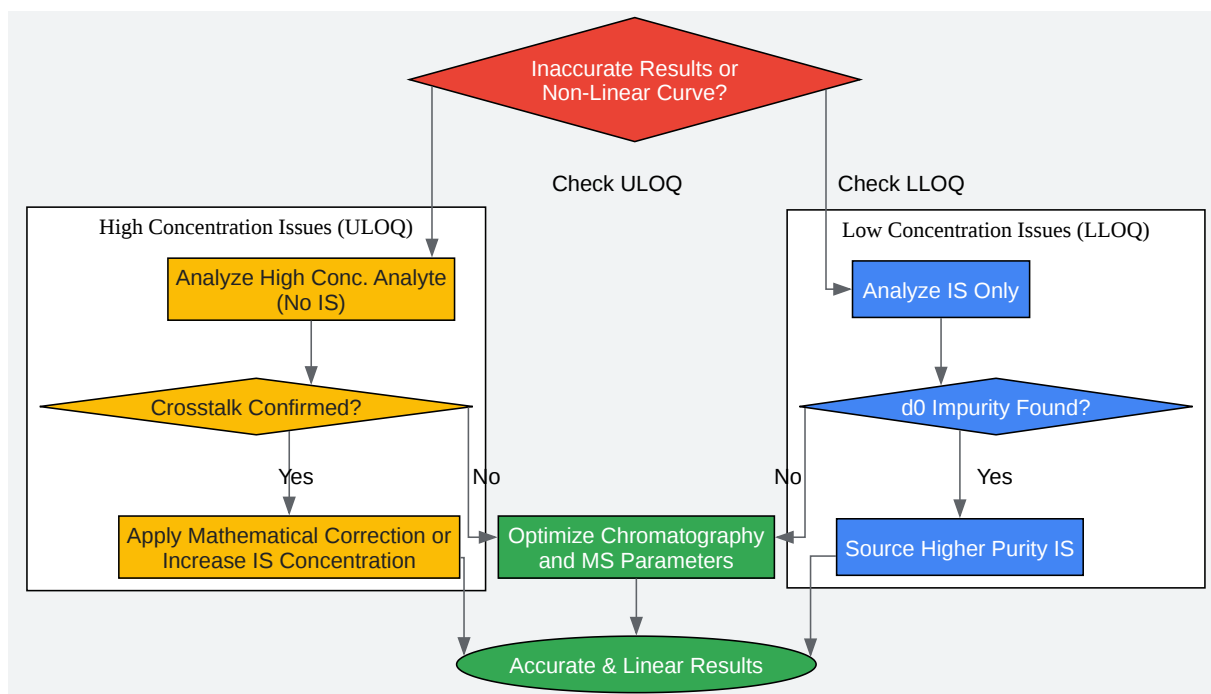 Inaccurate Results or
Non-Linear Curve?
Check ULOQ
Check LLOQ
High Concentration Issues (ULOQ)
Analyze High Conc. Analyte
(No IS)
Crosstalk Confirmed?
Yes
No
Apply Mathematical Correction or
Increase IS Concentration
Low Concentration Issues (LLOQ)
Analyze IS Only
d0 Impurity Found?
No
Yes
Source Higher Purity IS
Optimize Chromatography
and MS Parameters
Accurate & Linear Results